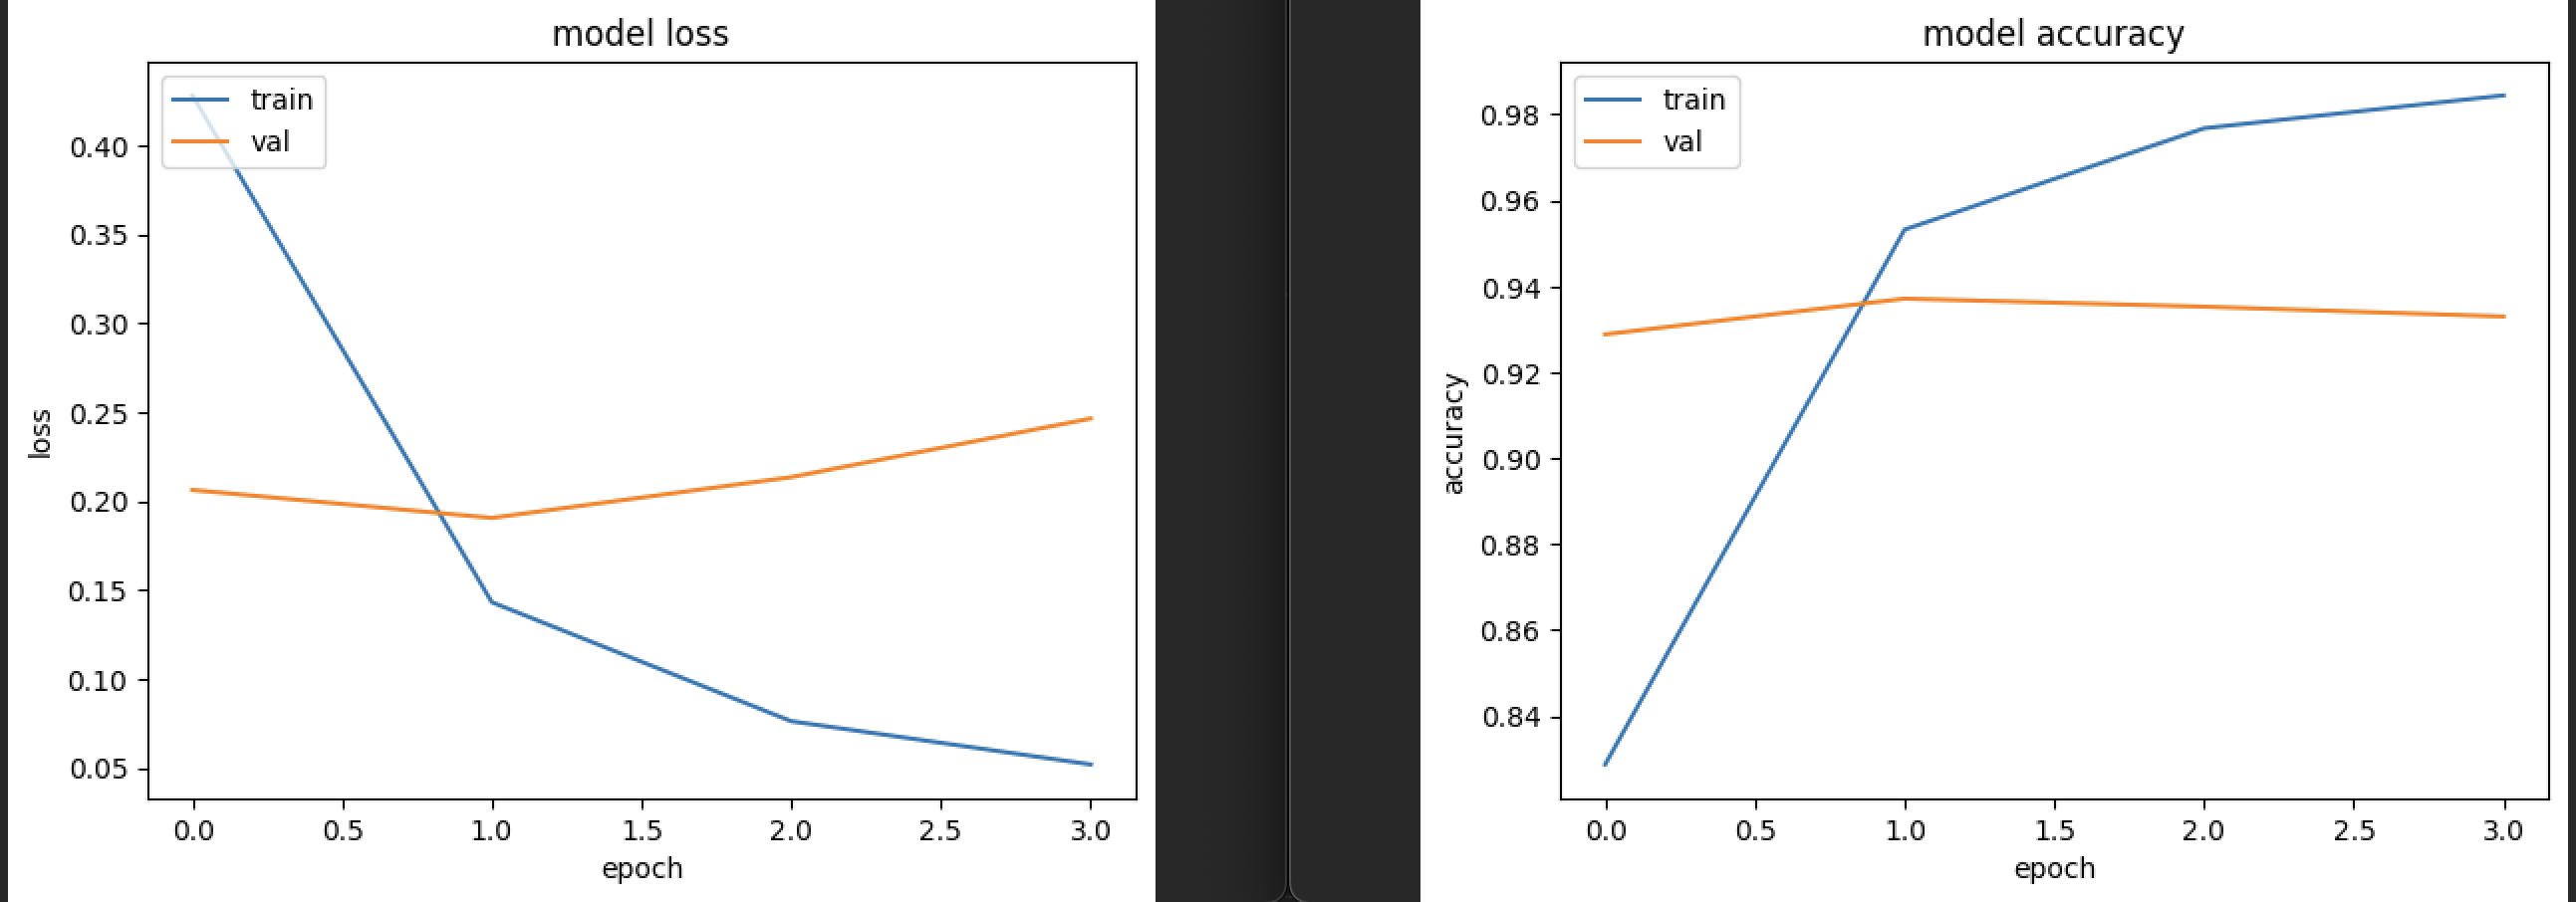 model loss
train
val
0.40
0.35
0.30
0.25
0.20
0.15
0.10
0.05
loss
0.0 0.5 1.0 1.5 2.0 2.5 3.0
epoch
model accuracy
train
val
0.98
0.96
0.94
0.92
0.90
0.88
0.86
0.84
accuracy
0.0 0.5 1.0 1.5 2.0 2.5 3.0
epoch